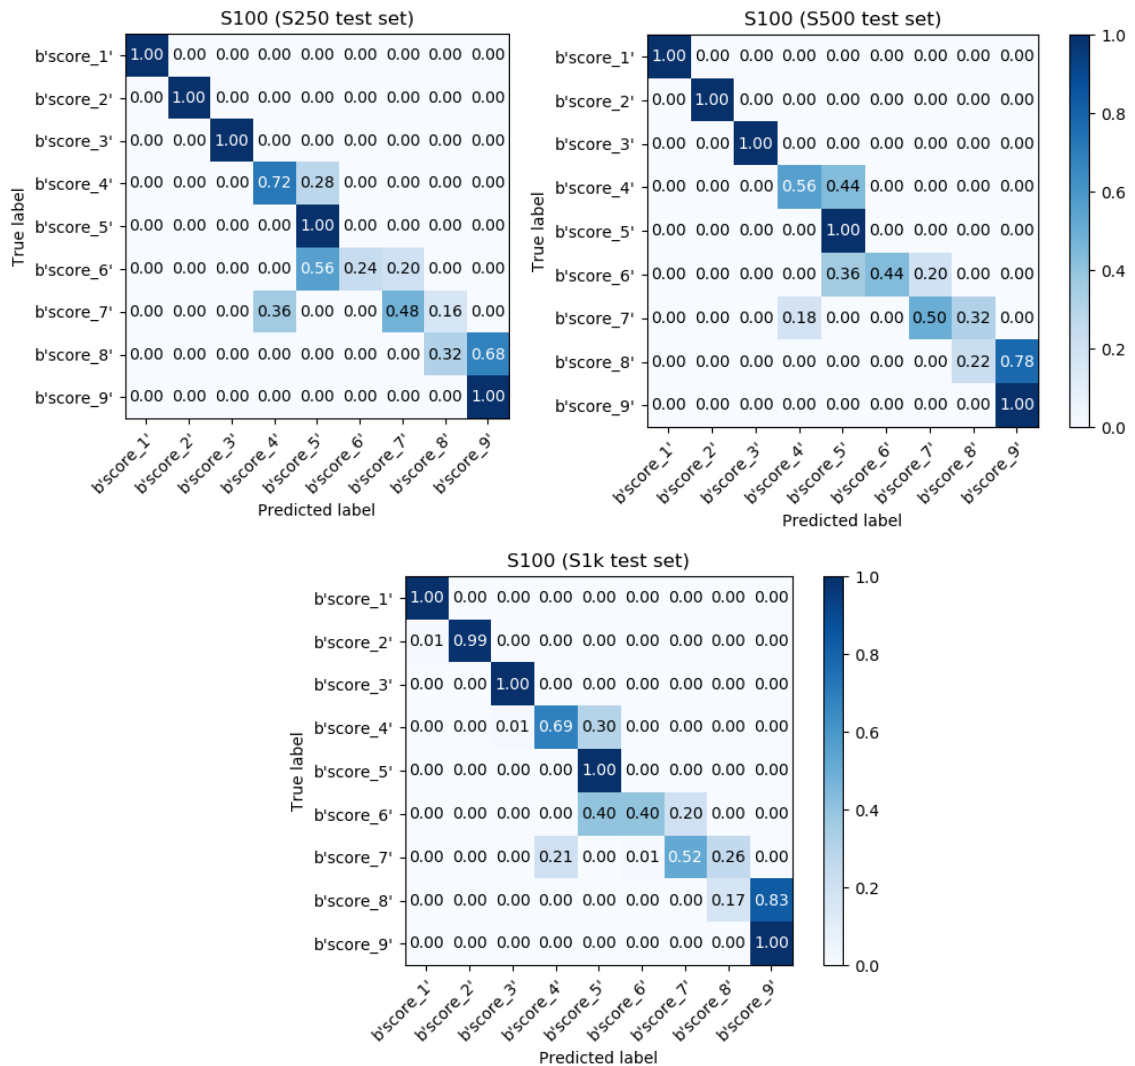 S100 (S250 test set)
b'score_1' 1.00 0.00 0.00 0.00 0.00 0.00 0.00 0.00 0.00
b'score_2' 0.00 1.00 0.00 0.00 0.00 0.00 0.00 0.00 0.00
b'score_3' 0.00 0.00 1.00 0.00 0.00 0.00 0.00 0.00 0.00
b'score_4' 0.00 0.00 0.00 0.72 0.28 0.00 0.00 0.00 0.00
b'score_5' 0.00 0.00 0.00 0.00 1.00 0.00 0.00 0.00 0.00
b'score_6' 0.00 0.00 0.00 0.00 0.56 0.24 0.20 0.00 0.00
b'score_7' 0.00 0.00 0.00 0.36 0.00 0.00 0.48 0.16 0.00
b'score_8' 0.00 0.00 0.00 0.00 0.00 0.00 0.00 0.32 0.68
b'score_9' 0.00 0.00 0.00 0.00 0.00 0.00 0.00 0.00 1.00
True label
b'score_1' b'score_2' b'score_3' b'score_4' b'score_5' b'score_6' b'score_7' b'score_8' b'score_9'
Predicted label
S100 (S500 test set)
b'score_1' 1.00 0.00 0.00 0.00 0.00 0.00 0.00 0.00 0.00
b'score_2' 0.00 1.00 0.00 0.00 0.00 0.00 0.00 0.00 0.00
b'score_3' 0.00 0.00 1.00 0.00 0.00 0.00 0.00 0.00 0.00
b'score_4' 0.00 0.00 0.00 0.56 0.44 0.00 0.00 0.00 0.00
b'score_5' 0.00 0.00 0.00 0.00 1.00 0.00 0.00 0.00 0.00
b'score_6' 0.00 0.00 0.00 0.00 0.36 0.44 0.20 0.00 0.00
b'score_7' 0.00 0.00 0.00 0.18 0.00 0.00 0.50 0.32 0.00
b'score_8' 0.00 0.00 0.00 0.00 0.00 0.00 0.00 0.22 0.78
b'score_9' 0.00 0.00 0.00 0.00 0.00 0.00 0.00 0.00 1.00
True label
b'score_1' b'score_2' b'score_3' b'score_4' b'score_5' b'score_6' b'score_7' b'score_8' b'score_9'
Predicted label
1.0
0.8
0.6
0.4
0.2
0.0
S100 (S1k test set)
b'score_1' 1.00 0.00 0.00 0.00 0.00 0.00 0.00 0.00 0.00
b'score_2' 0.01 0.99 0.00 0.00 0.00 0.00 0.00 0.00 0.00
b'score_3' 0.00 0.00 1.00 0.00 0.00 0.00 0.00 0.00 0.00
b'score_4' 0.00 0.00 0.01 0.69 0.30 0.00 0.00 0.00 0.00
b'score_5' 0.00 0.00 0.00 0.00 1.00 0.00 0.00 0.00 0.00
b'score_6' 0.00 0.00 0.00 0.00 0.40 0.40 0.20 0.00 0.00
b'score_7' 0.00 0.00 0.00 0.21 0.00 0.01 0.52 0.26 0.00
b'score_8' 0.00 0.00 0.00 0.00 0.00 0.00 0.00 0.17 0.83
b'score_9' 0.00 0.00 0.00 0.00 0.00 0.00 0.00 0.00 1.00
True label
b'score_1' b'score_2' b'score_3' b'score_4' b'score_5' b'score_6' b'score_7' b'score_8' b'score_9'
Predicted label
1.0
0.8
0.6
0.4
0.2
0.0